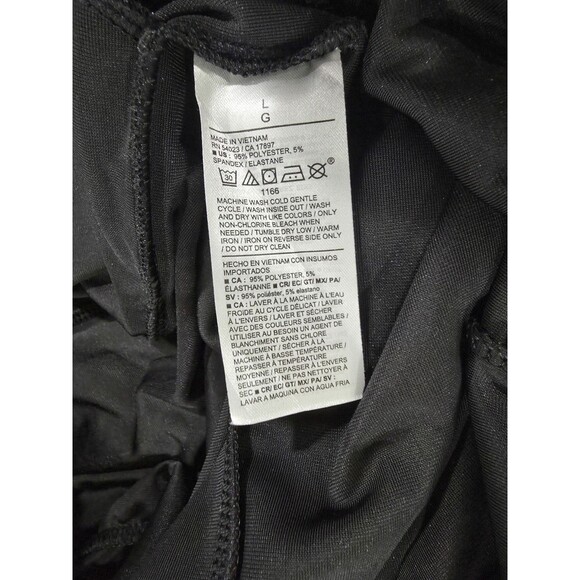 L
G
MADE IN VIETNAM
RN 54023 / CA 17897
■ US : 95% POLYESTER, 5%
SPANDEX / ELASTANE
30
1166
MACHINE WASH COLD GENTLE
CYCLE / WASH INSIDE OUT / WASH
AND DRY WITH LIKE COLORS / ONLY
NON-CHLORINE BLEACH WHEN
NEEDED / TUMBLE DRY LOW / WARM
IRON / IRON ON REVERSE SIDE ONLY
/ DO NOT DRY CLEAN
HECHO EN VIETNAM CON INSUMOS
IMPORTADOS
■ CA : 95% POLYESTER, 5%
ÉLASTHANNE ■ CR/ EC/ GT/ MX/ PA/
SV : 95% poliéster, 5% elastano
■ CA : LAVER À LA MACHINE À L'EAU
FROIDE AU CYCLE DÉLICAT / LAVER
À L'ENVERS / LAVER ET SÉCHER
AVEC DES COULEURS SEMBLABLES /
UTILISER AU BESOIN UN AGENT DE
BLANCHIMENT SANS CHLORE
UNIQUEMENT / SÉCHER À LA
MACHINE À BASSE TEMPÉRATURE /
REPASSER À TEMPÉRATURE
MOYENNE / REPASSER À L'ENVERS
SEULEMENT / NE PAS NETTOYER À
SEC ■ CR/ EC/ GT/ MX/ PA/ SV :
LAVAR A MAQUINA CON AGUA FRIA